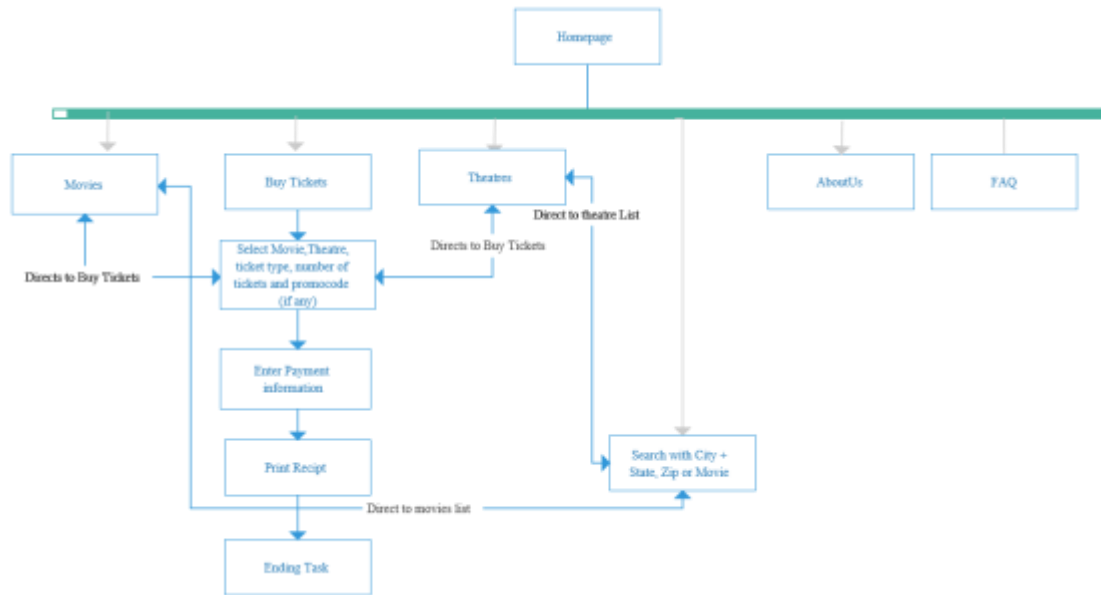 Homepage
Movies
Buy Tickets
Theatres
AboutUs
FAQ
Direct to theatre List
Directs to Buy Tickets
Select Movie,Theatre,
ticket type, number of
tickets and promocode
(if any)
Directs to Buy Tickets
Enter Payment
information
Print Recipt
Search with City +
State, Zip or Movie
Direct to movies list
Ending Task